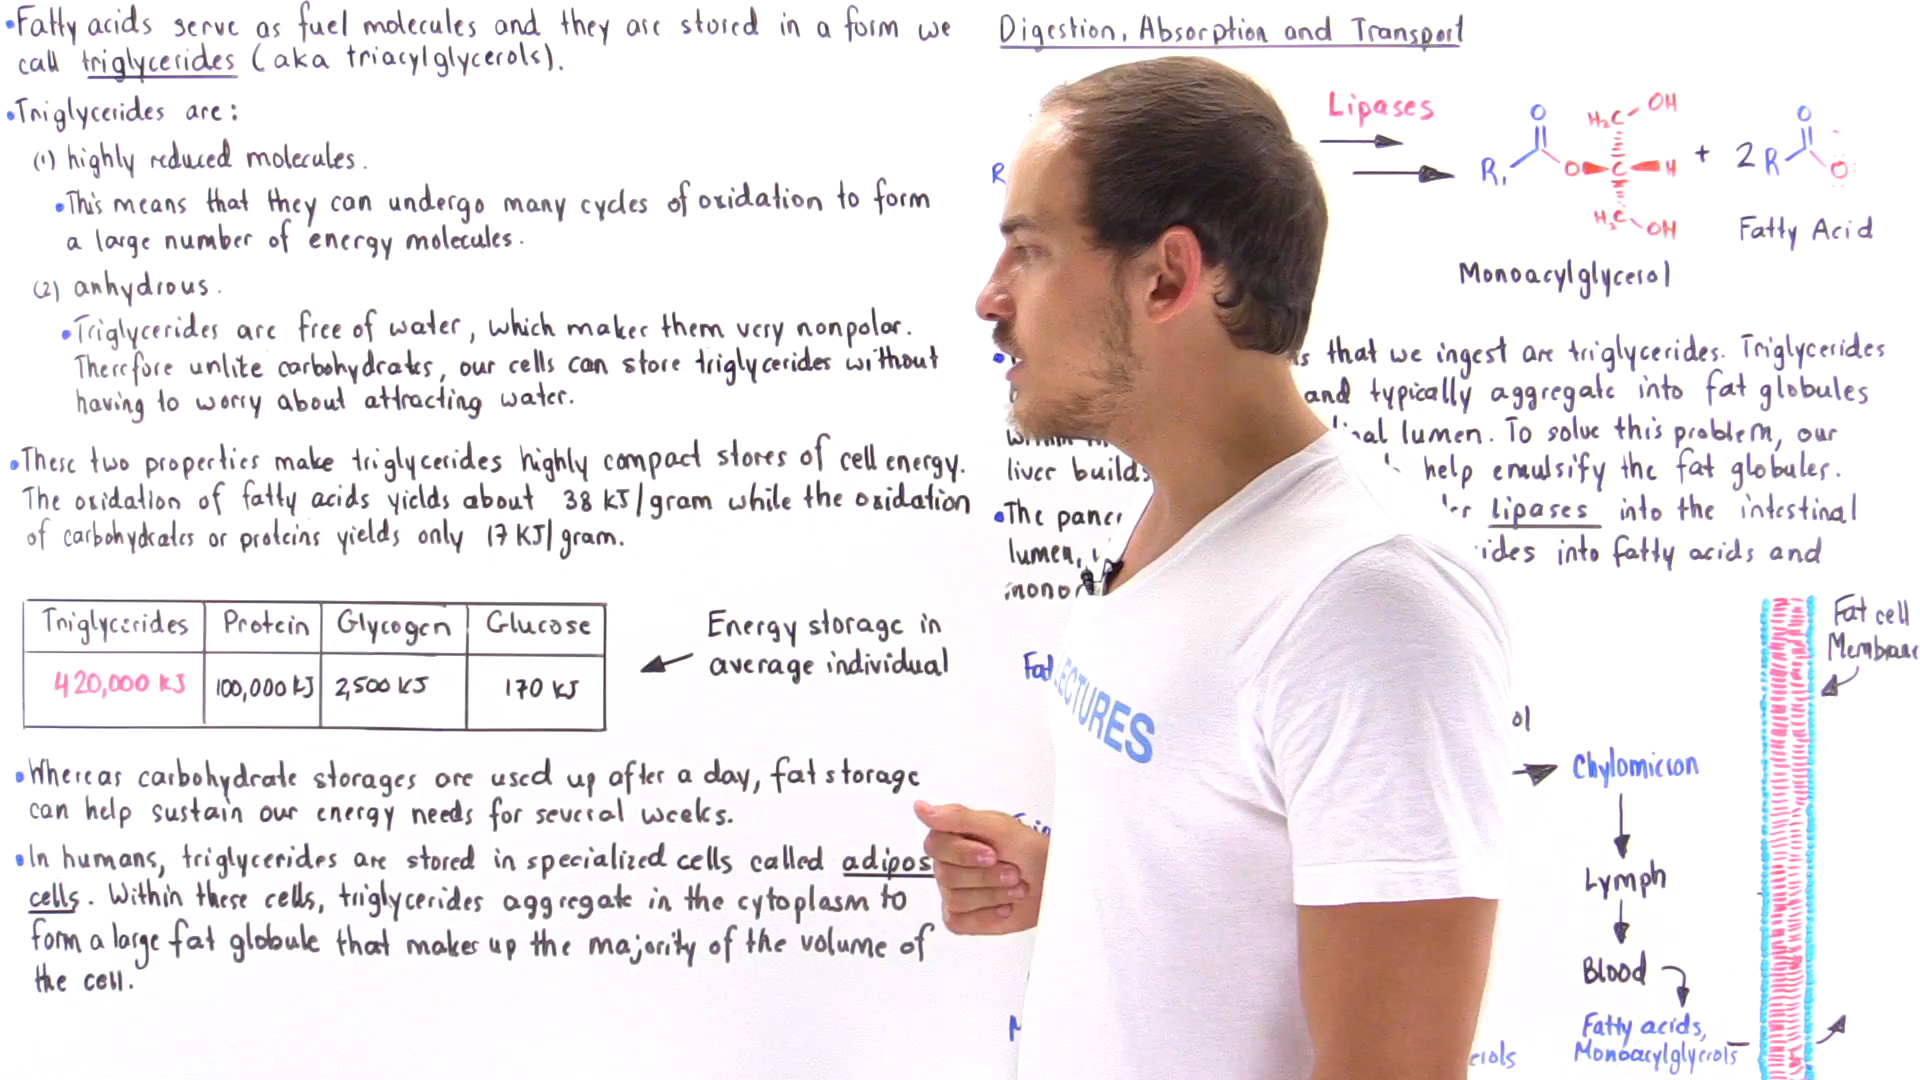 •Fatty acids serve as fuel molecules and they are stored in a form we
call triglycerides (aka triacylglycerols).
•Triglycerides are:
(1) highly reduced molecules.
•This means that they can undergo many cycles of oxidation to form
a large number of energy molecules.
(2) anhydrous.
•Triglycerides are free of water, which makes them very nonpolar.
Therefore unlike carbohydrates, our cells can store triglycerides without
having to worry about attracting water.
•These two properties make triglycerides highly compact stores of cell energy.
The oxidation of fatty acids yields about 38 kJ/gram while the oxidation
of carbohydrates or proteins yields only 17 KJ/gram.
Triglycerides Protein Glycogen Glucose
420,000 KJ 100,000 KJ 2,500 KJ 170 KJ
Energy storage in
average individual
•Whereas carbohydrate storages are used up after a day, fat storage
can help sustain our energy needs for several weeks.
•In humans, triglycerides are stored in specialized cells called adipos
cells. Within these cells, triglycerides aggregate in the cytoplasm to
form a large fat globule that makes up the majority of the volume of
the cell.
Digestion, Absorption and Transport
Lipases
R
R₁ O O H₂C OH C H H₂C OH + 2 R O O
Monoacylglycerol
Fatty Acid
that we ingest are triglycerides. Triglycerides
and typically aggregate into fat globules
lumen. To solve this problem, our
liver builds help emulsify the fat globules.
•The lipases into the intestinal
lumen, into fatty acids and
Fat cell
Membrane
LECTURES
Chylomicron
Lymph
Blood
Fatty acids,
Monoacylglycerols